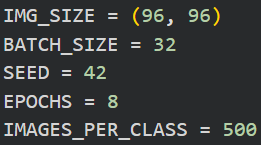 IMG_SIZE = (96, 96)
BATCH_SIZE = 32
SEED = 42
EPOCHS = 8
IMAGES_PER_CLASS = 500